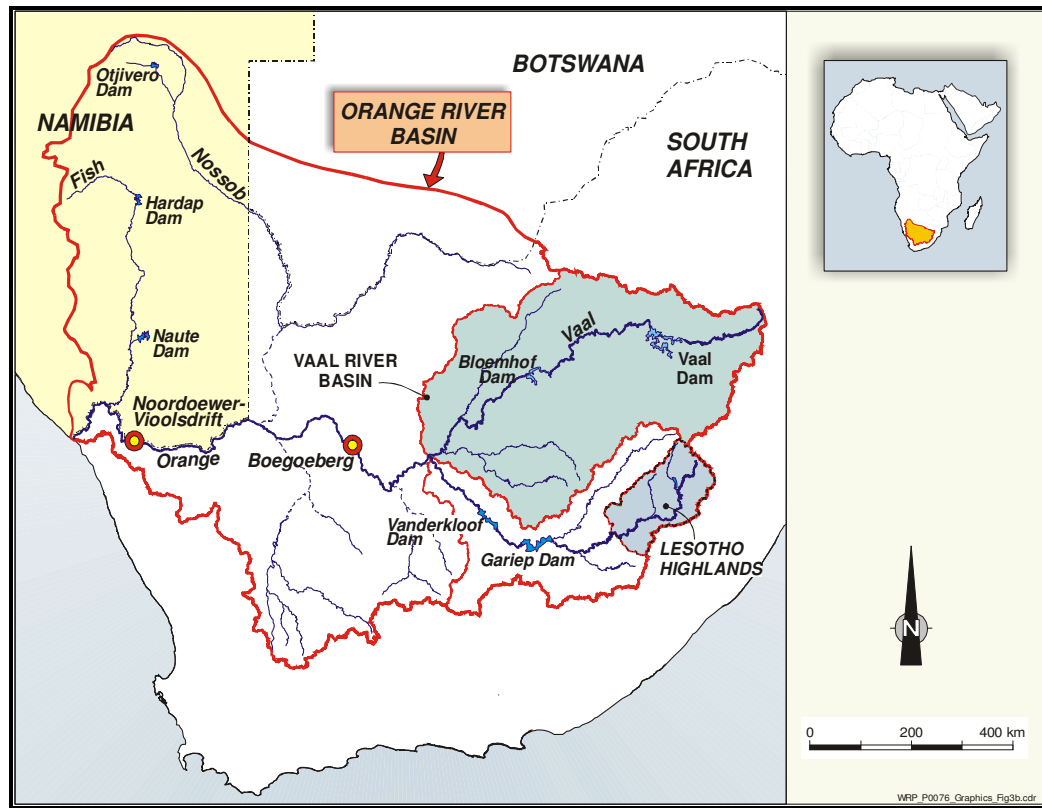 BOTSWANA
Otjivero
Dam
NAMIBIA
ORANGE RIVER
BASIN
SOUTH
AFRICA
Fish
Nossob
Hardap
Dam
Naute
Dam
VAAL RIVER
BASIN
Vaal
Bloemhof
Dam
Vaal
Dam
Noordoewer-
Vioolsdrift
Orange
Boegoeberg
Vanderkloof
Dam
Gariep Dam
LESOTHO
HIGHLANDS
N
0 200 400 km
WRP_P0076_Graphics_Fig3b.cdr